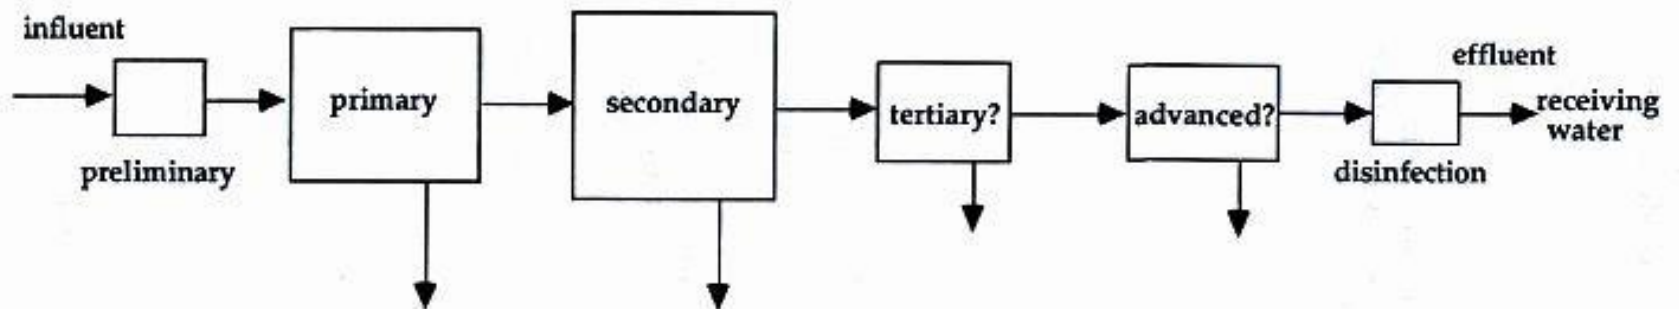 influent
preliminary
primary
secondary
tertiary?
advanced?
disinfection
effluent
receiving
water